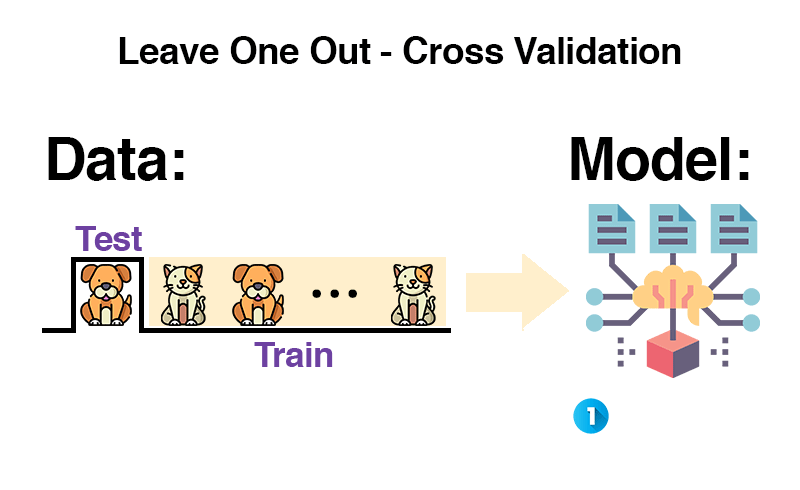 Leave One Out - Cross Validation
Data:
Model:
Test
Train
1